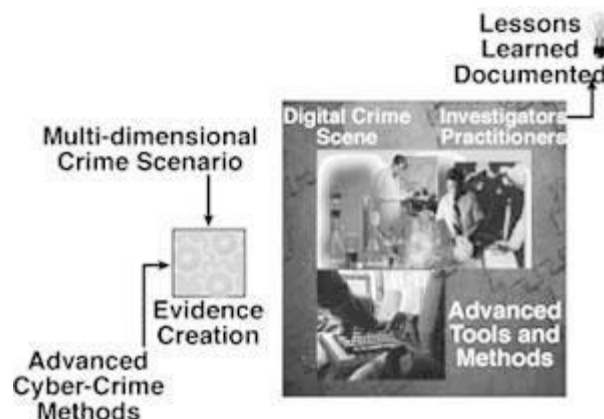 Lessons
Learned
Documented
Digital Crime
Scene
Investigators
Practitioners
Multi-dimensional
Crime Scenario
Evidence
Creation
Advanced
Tools and
Methods
Advanced
Cyber-Crime
Methods